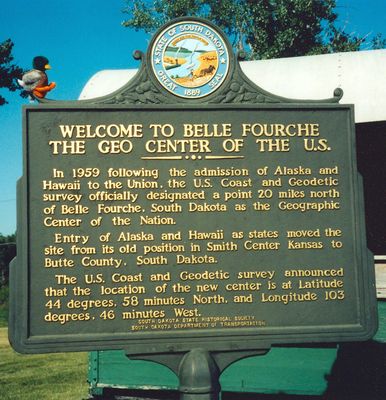 STATE OF SOUTH DAKOTA
GREAT SEAL
1889
WELCOME TO BELLE FOURCHE
THE GEO CENTER OF THE U.S.
In 1959 following the admission of Alaska and
Hawaii to the Union, the U.S. Coast and Geodetic
survey officially designated a point 20 miles north
of Belle Fourche, South Dakota as the Geographic
Center of the Nation.
Entry of Alaska and Hawaii as states moved the
site from its old position in Smith Center Kansas to
Butte County, South Dakota.
The U.S. Coast and Geodetic survey announced
that the location of the new center is at Latitude
44 degrees, 58 minutes North, and Longitude 103
degrees, 46 minutes West.
SOUTH DAKOTA STATE HISTORICAL SOCIETY
SOUTH DAKOTA DEPARTMENT OF TRANSPORTATION